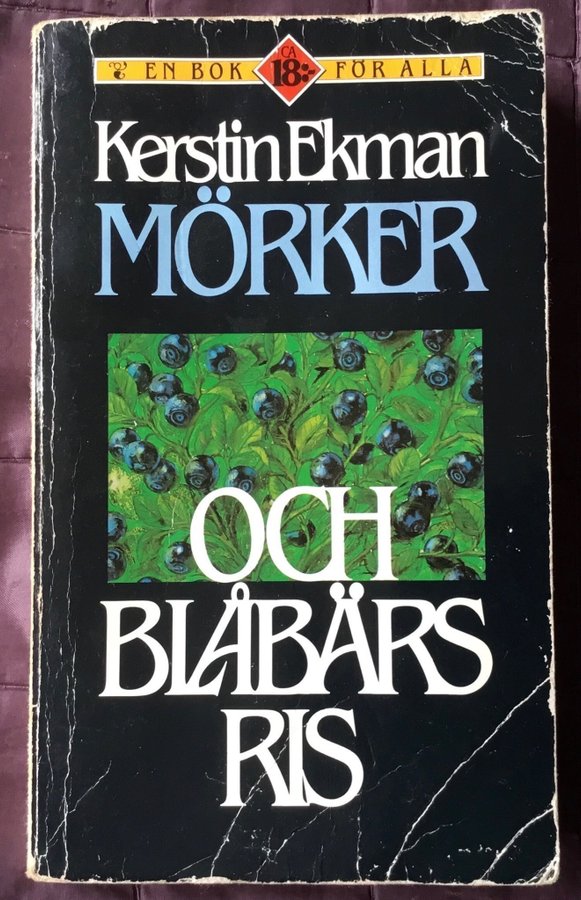 EN BOK CA 18:- FÖR ALLA
Kerstin Ekman
MÖRKER
OCH
BLÅBÄRS
RIS